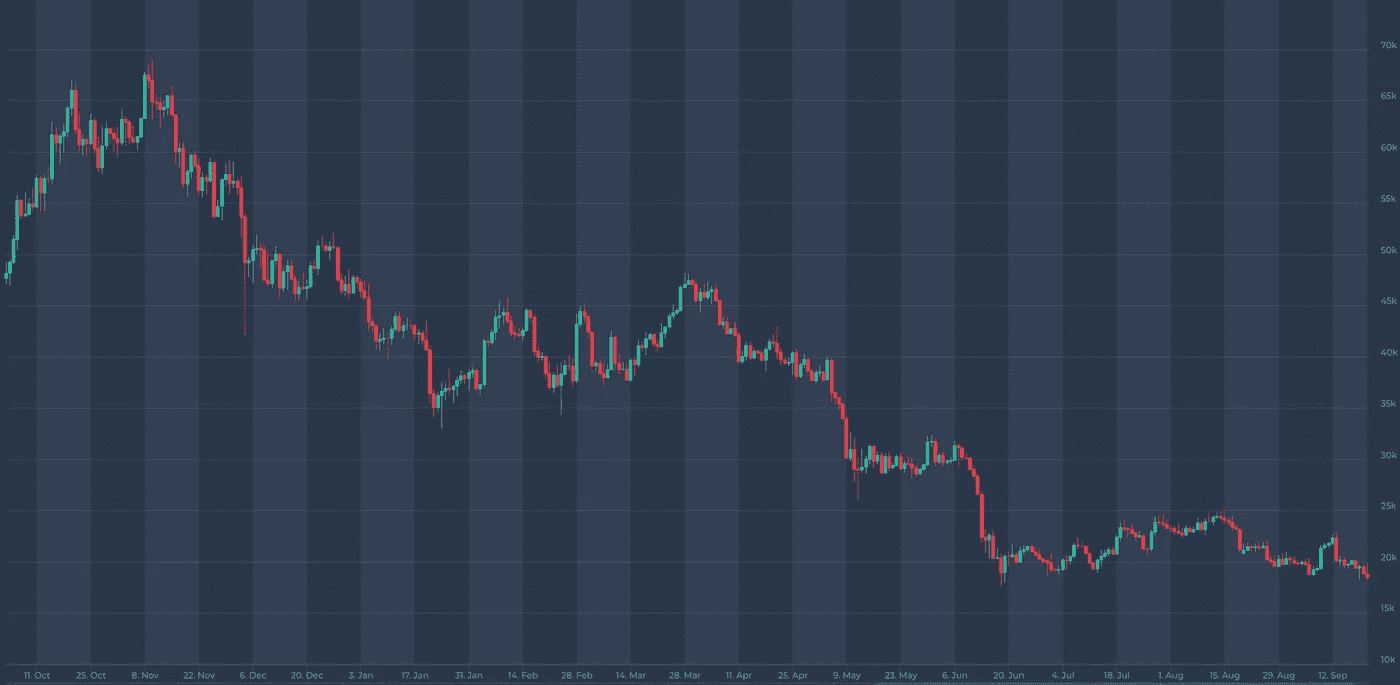 70k
65k
60k
55k
50k
45k
40k
35k
30k
25k
20k
15k
10k
11. Oct 25. Oct 8. Nov 22. Nov 6. Dec 20. Dec 3. Jan 17. Jan 31. Jan 14. Feb 28. Feb 14. Mar 28. Mar 11. Apr 25. Apr 9. May 23. May 6. Jun 20. Jun 4. Jul 18. Jul 1. Aug 15. Aug 29. Aug 12. Sep